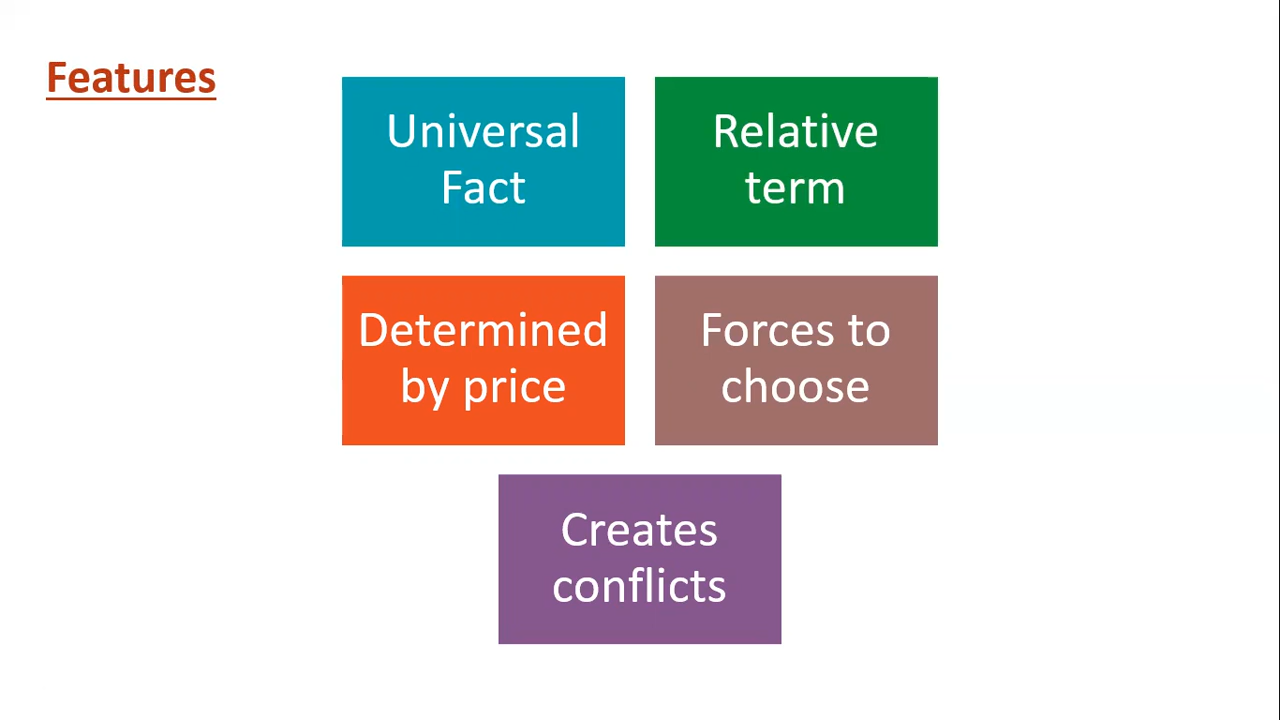 Features
Universal
Fact
Relative
term
Determined
by price
Forces to
choose
Creates
conflicts